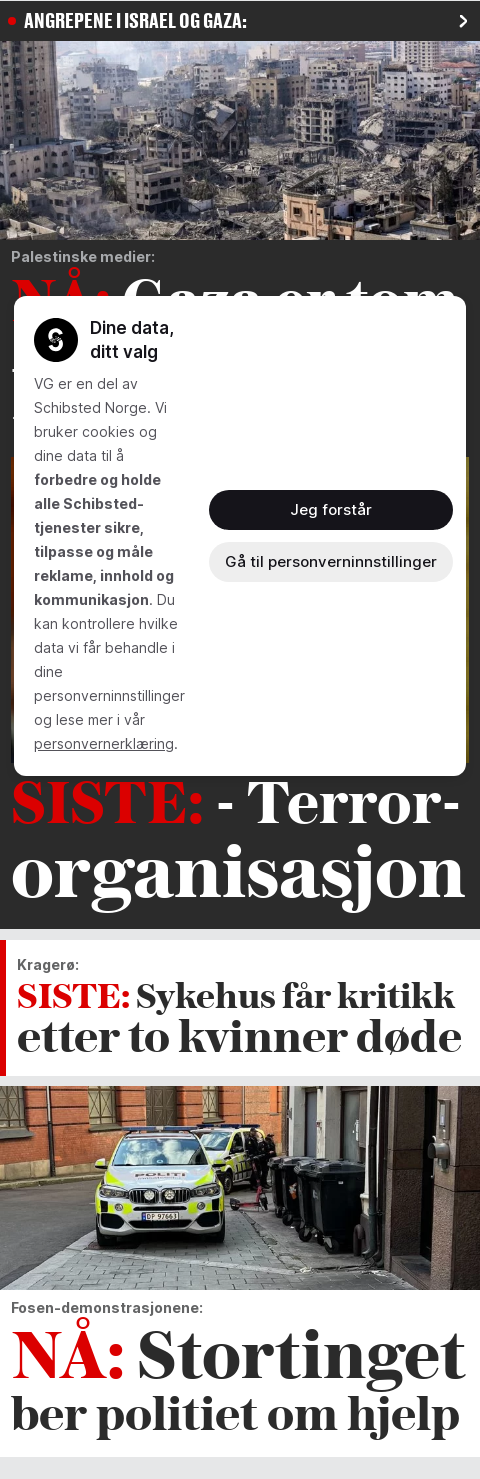 ANGREPENE I ISRAEL OG GAZA:
Palestinske medier:
NÅ: Gaza er tom
Dine data,
ditt valg
VG er en del av
Schibsted Norge. Vi
bruker cookies og
dine data til å
forbedre og holde
alle Schibsted-
tjenester sikre,
tilpasse og måle
reklame, innhold og
kommunikasjon. Du
kan kontrollere hvilke
data vi får behandle i
dine
personverninnstillinger
og lese mer i vår
personvernerklæring.
Jeg forstår
Gå til personverninnstillinger
SISTE: - Terror-
organisasjon
Kragerø:
SISTE: Sykehus får kritikk
etter to kvinner døde
POLITI
DP 97663
Fosen-demonstrasjonene:
NÅ: Stortinget
ber politiet om hjelp